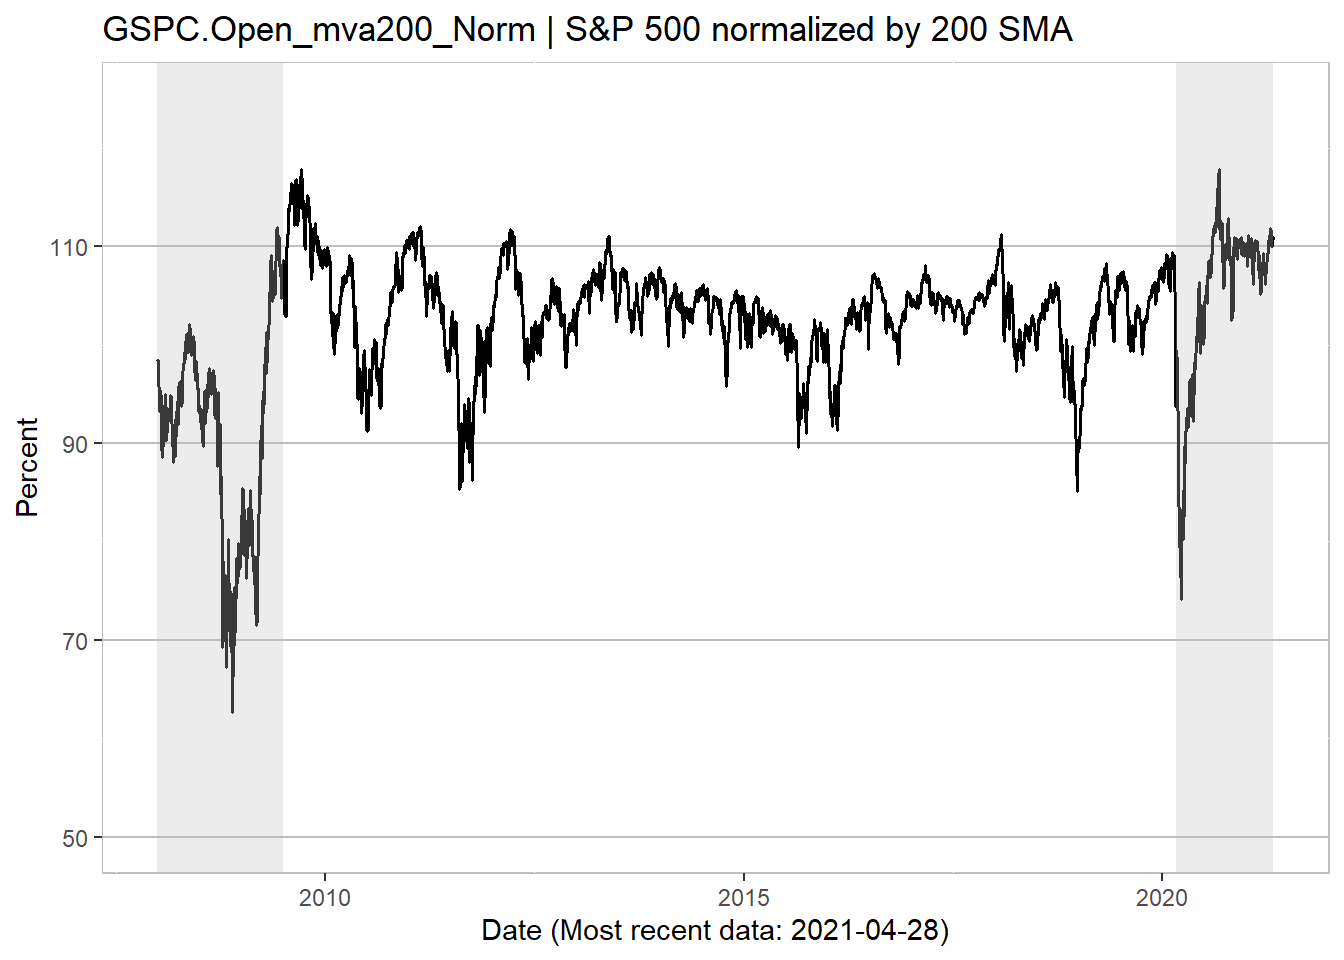 GSPC.Open_mva200_Norm | S&P 500 normalized by 200 SMA
110
90
70
50
Percent
2010
2015
2020
Date (Most recent data: 2021-04-28)